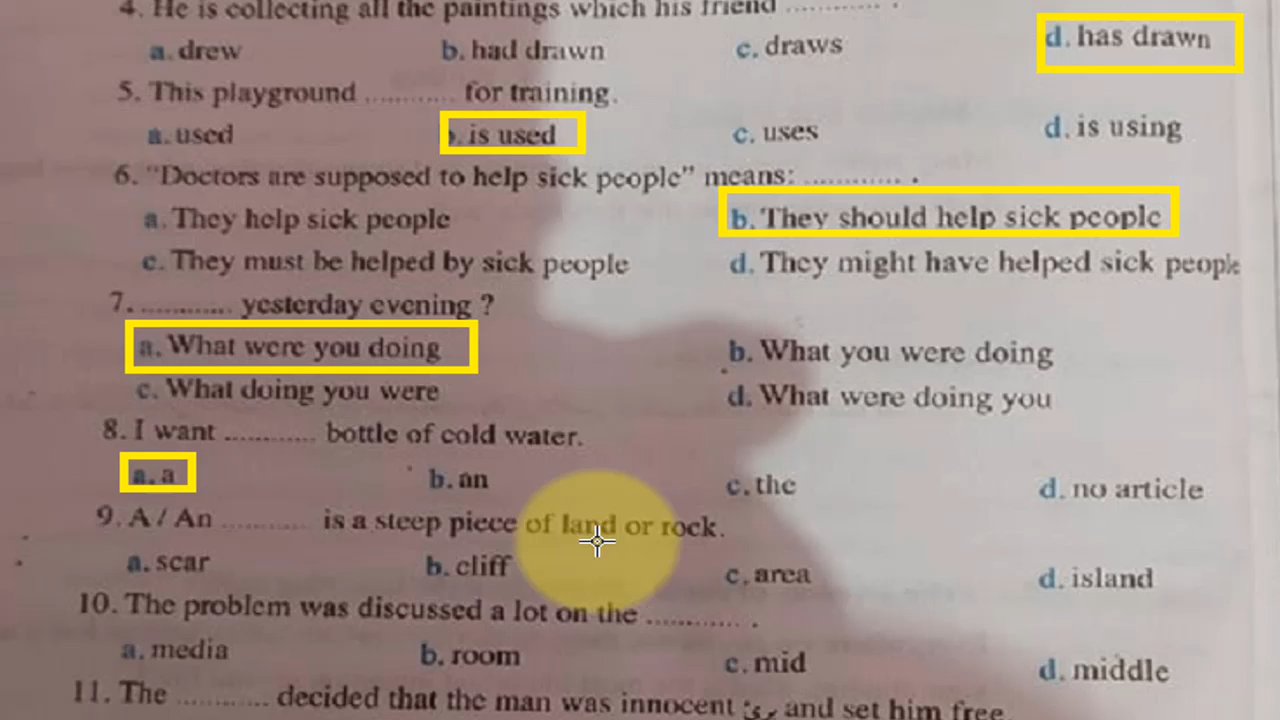 4. He is collecting all the paintings which his friend ............ .
a. drew b. had drawn c. draws d. has drawn
5. This playground ............ for training.
a. used b. is used c. uses d. is using
6. “Doctors are supposed to help sick people” means: ............ .
a. They help sick people b. They should help sick people
c. They must be helped by sick people d. They might have helped sick people
7. ............ yesterday evening ?
a. What were you doing b. What you were doing
c. What doing you were d. What were doing you
8. I want ............ bottle of cold water.
a. a b. an c. the d. no article
9. A / An ............ is a steep piece of land or rock.
a. scar b. cliff c. area d. island
10. The problem was discussed a lot on the ............ .
a. media b. room c. mid d. middle
11. The ............ decided that the man was innocent برئ and set him free.